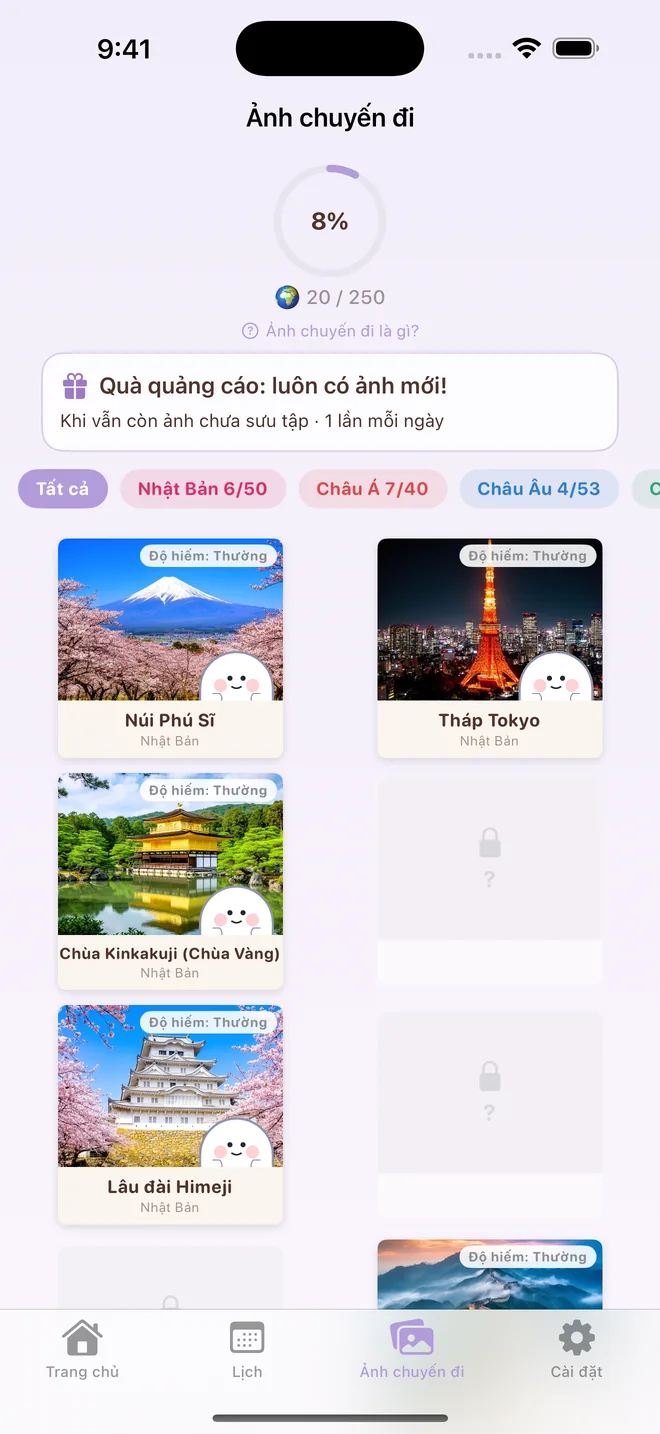 9:41
Ảnh chuyến đi
8%
20 / 250
Ảnh chuyến đi là gì?
Quà quảng cáo: luôn có ảnh mới!
Khi vẫn còn ảnh chưa sưu tập · 1 lần mỗi ngày
Tất cả
Nhật Bản 6/50
Châu Á 7/40
Châu Âu 4/53
Độ hiếm: Thường
Núi Phú Sĩ
Nhật Bản
Độ hiếm: Thường
Tháp Tokyo
Nhật Bản
Độ hiếm: Thường
Chùa Kinkakuji (Chùa Vàng)
Nhật Bản
?
Độ hiếm: Thường
Lâu đài Himeji
Nhật Bản
?
Độ hiếm: Thường
Trang chủ
Lịch
Ảnh chuyến đi
Cài đặt